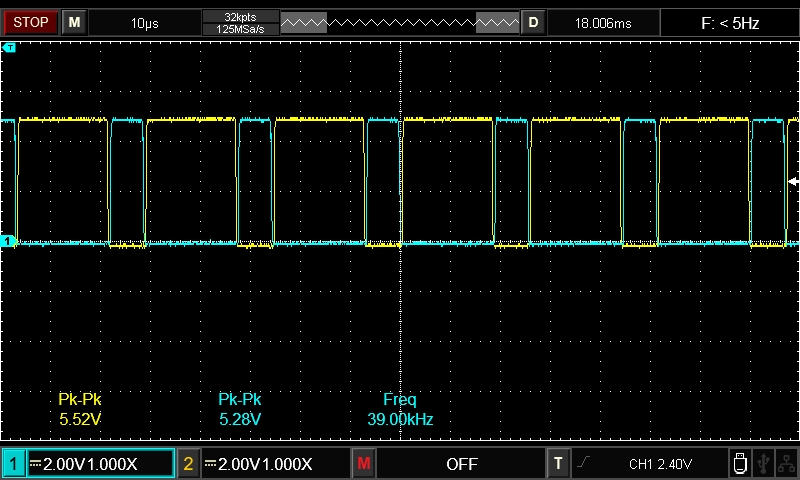 STOP M 10µs 32kpts D 18.006ms F: < 5Hz
125MSa/s
T
1
Pk-Pk Pk-Pk Freq
5.52V 5.28V 39.00kHz
1 2.00V1.000X 2 2.00V1.000X M OFF T CH1 2.40V